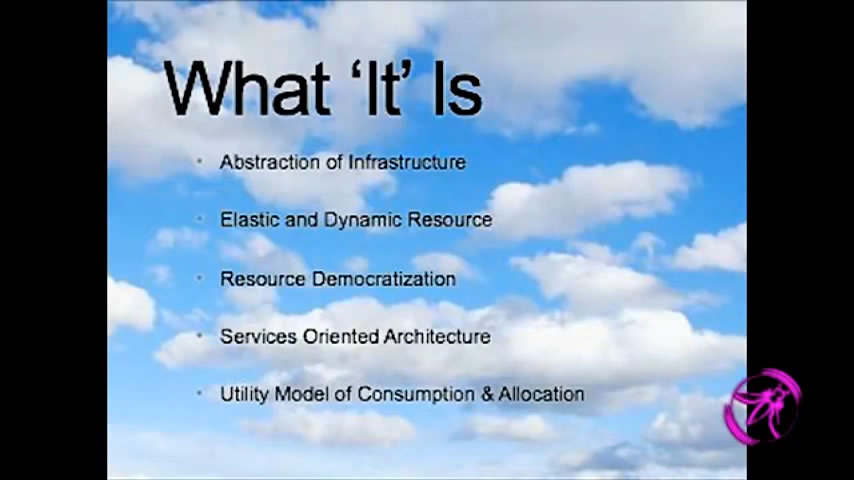 What ‘It’ Is
Abstraction of Infrastructure
Elastic and Dynamic Resource
Resource Democratization
Services Oriented Architecture
Utility Model of Consumption & Allocation